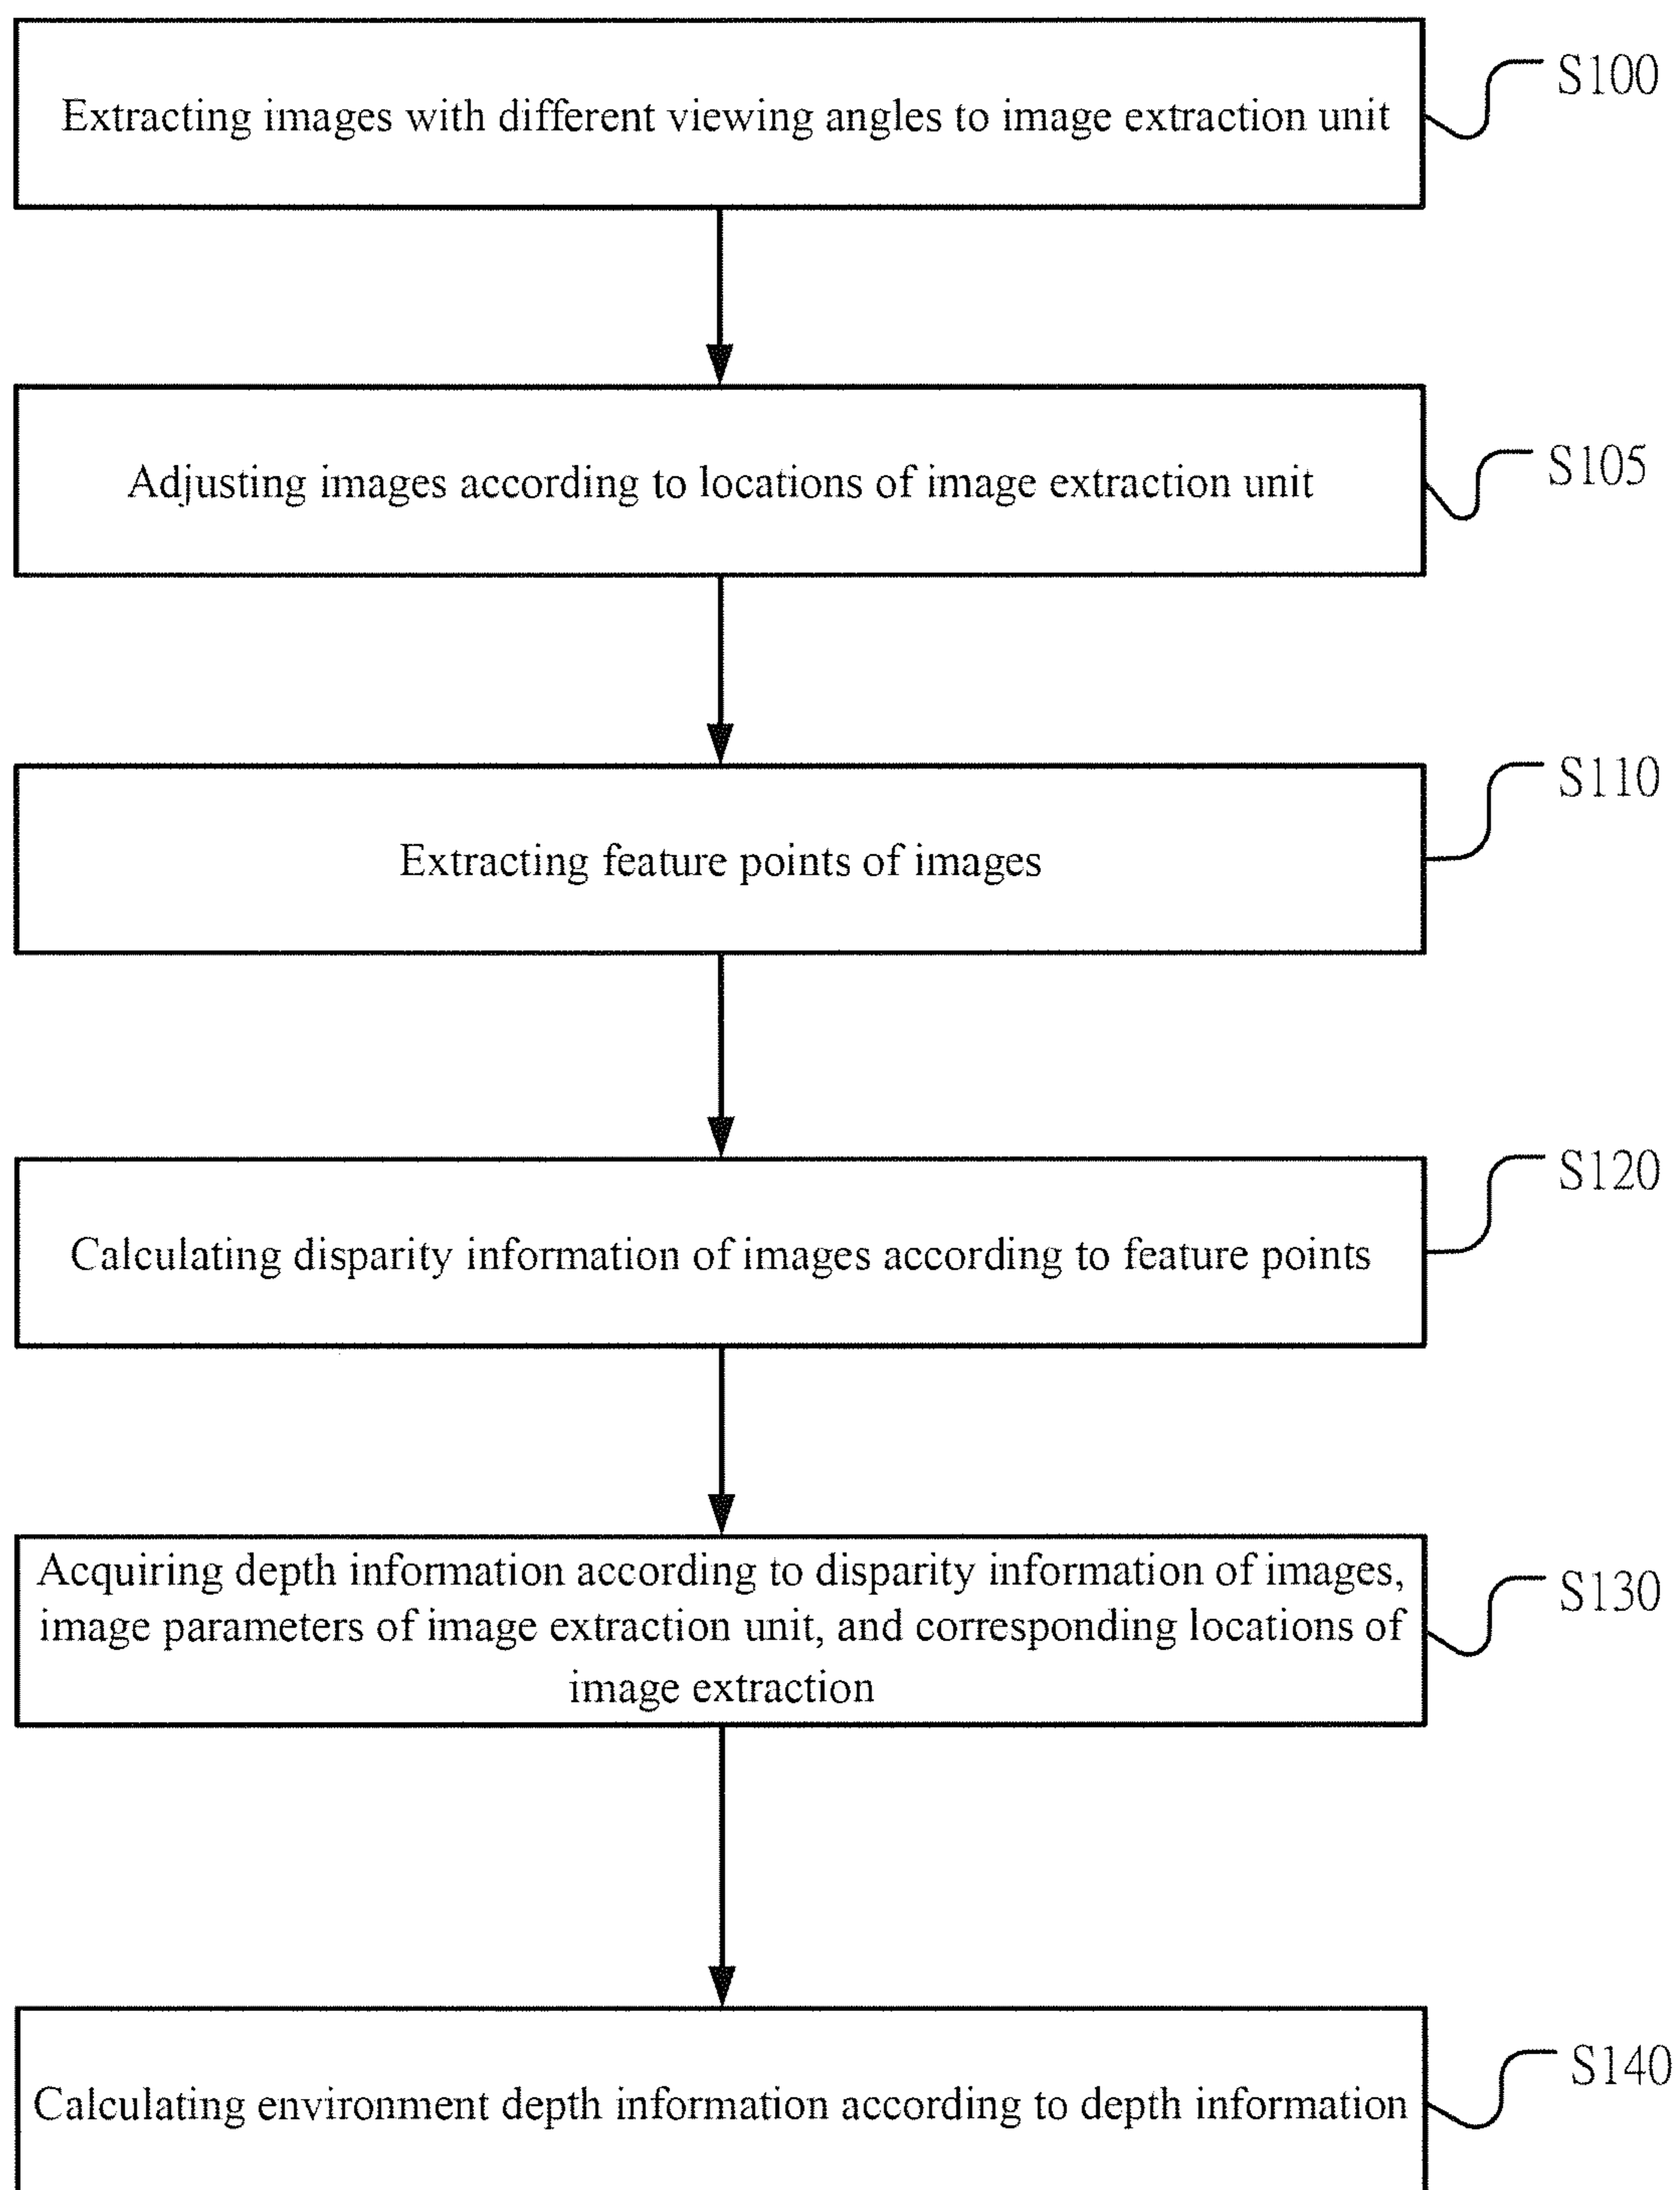 Extracting images with different viewing angles to image extraction unit
S100
Adjusting images according to locations of image extraction unit
S105
Extracting feature points of images
S110
Calculating disparity information of images according to feature points
S120
Acquiring depth information according to disparity information of images,
image parameters of image extraction unit, and corresponding locations of
image extraction
S130
Calculating environment depth information according to depth information
S140